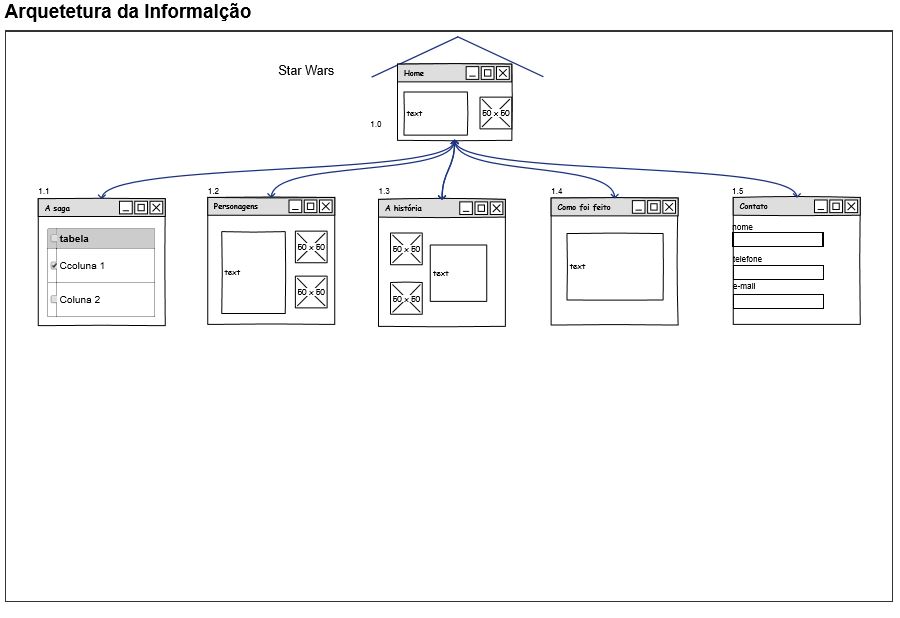 Arquetetura da Informalção
Star Wars
Home
text
50 x 50
1.0
1.1
A saga
tabela
Ccoluna 1
Coluna 2
1.2
Personagens
text
50 x 50
50 x 50
1.3
A história
50 x 50
text
50 x 50
1.4
Como foi feito
text
1.5
Contato
nome
telefone
e-mail